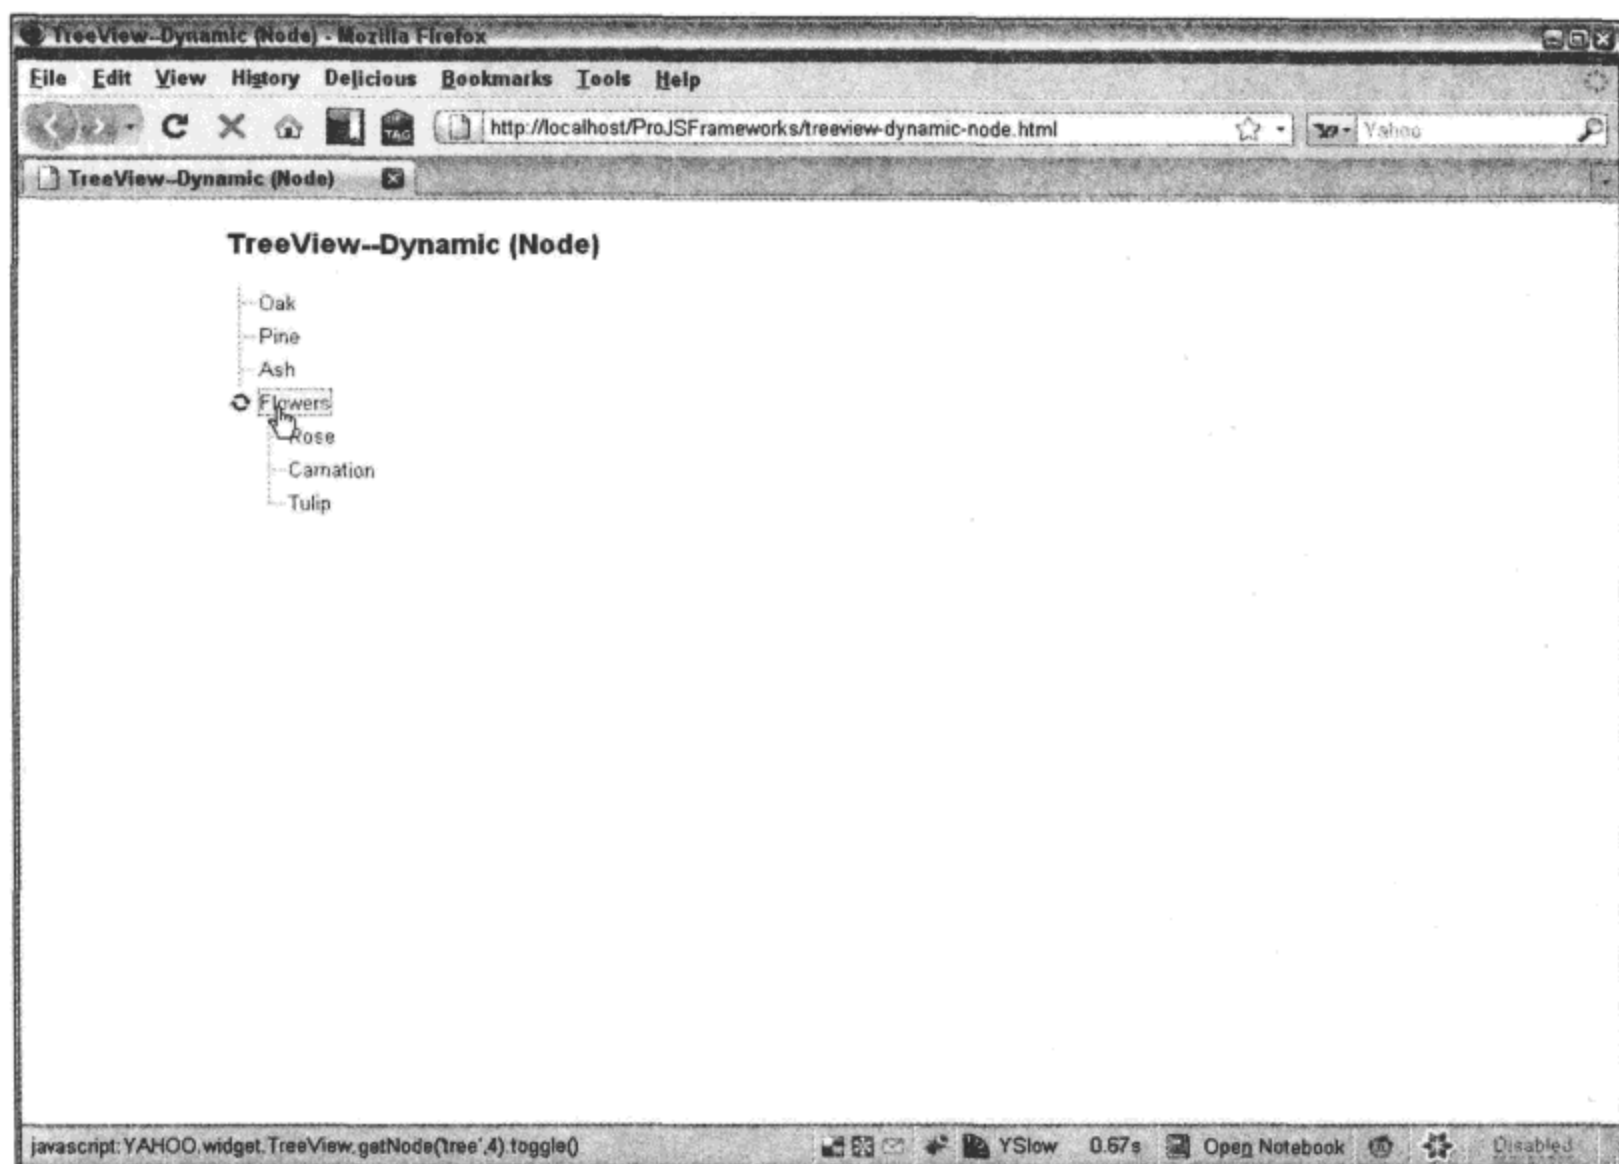 TreeView--Dynamic (Node) - Mozilla Firefox
File Edit View History Delicious Bookmarks Tools Help
TAG http://localhost/ProJSFrameworks/treeview-dynamic-node.html Yahoo
TreeView--Dynamic (Node)
TreeView--Dynamic (Node)
Oak
Pine
Ash
Flowers
Rose
Carnation
Tulip
javascript:YAHOO.widget.TreeView.getNode('tree',4).toggle() YSlow 0.67s Open Notebook Disabled